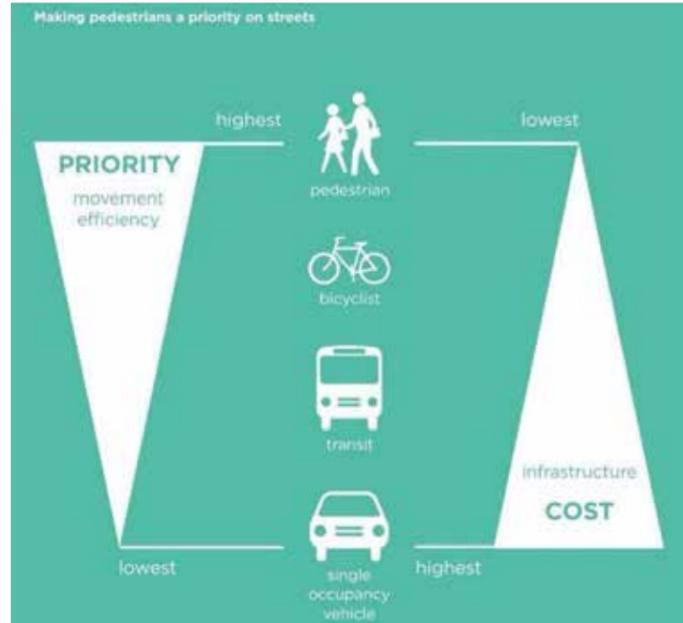 Making pedestrians a priority on streets
highest
lowest
PRIORITY
movement
efficiency
pedestrian
bicyclist
transit
infrastructure
COST
lowest
highest
single
occupancy
vehicle